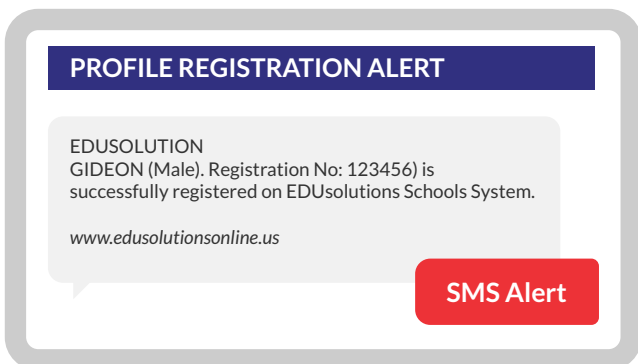 PROFILE REGISTRATION ALERT
EDUSOLUTION
GIDEON (Male). Registration No: 123456) is
successfully registered on EDUsolutions Schools System.
www.edusolutionsonline.us
SMS Alert